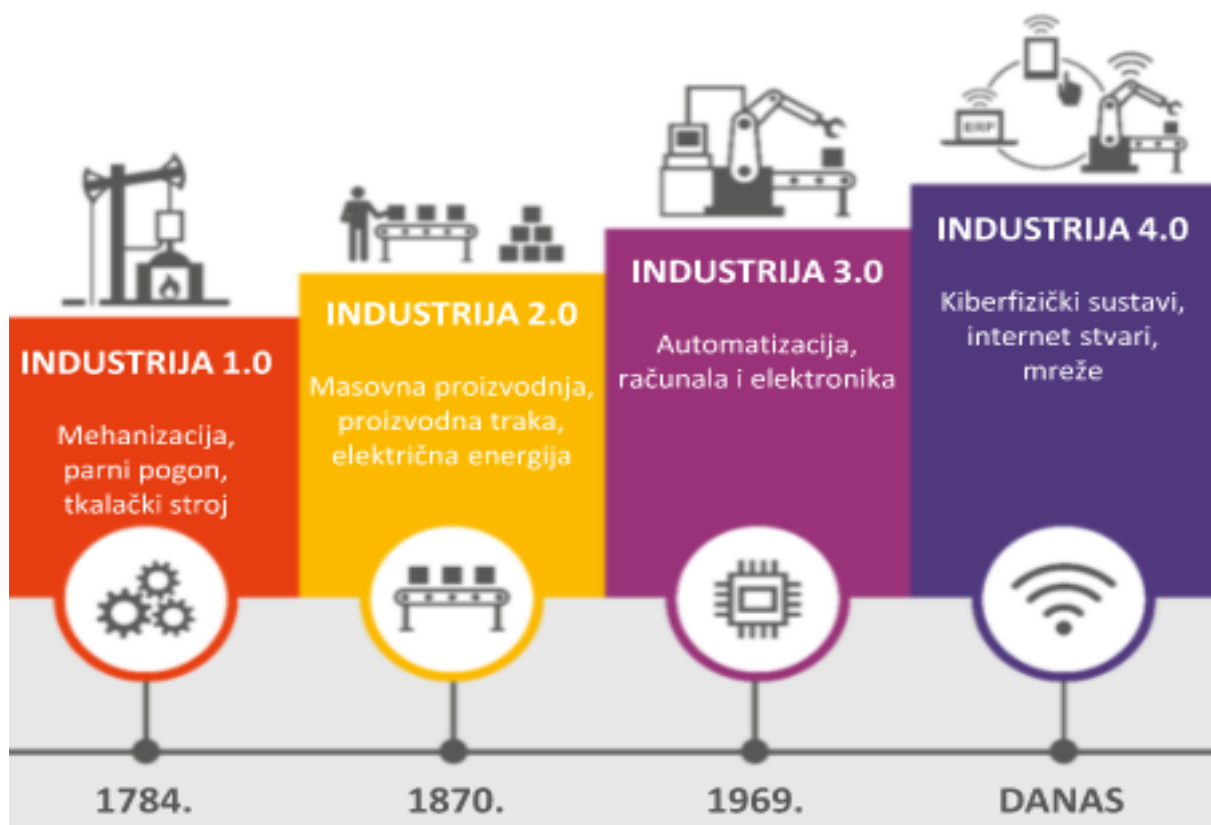 ERP
INDUSTRIJA 1.0
Mehanizacija,
parni pogon,
tkalački stroj
INDUSTRIJA 2.0
Masovna proizvodnja,
proizvodna traka,
električna energija
INDUSTRIJA 3.0
Automatizacija,
računala i elektronika
INDUSTRIJA 4.0
Kiberfizički sustavi,
internet stvari,
mreže
1784.
1870.
1969.
DANAS